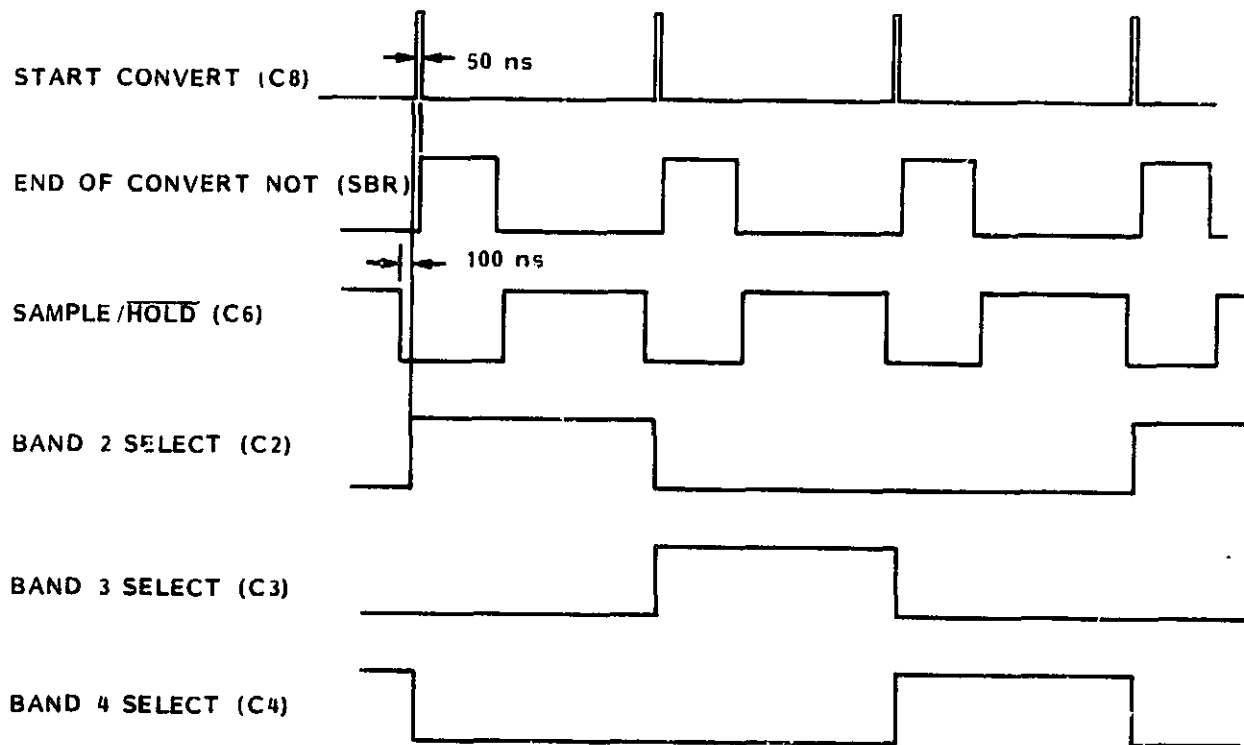 50 ns
START CONVERT (C8)
END OF CONVERT NOT (SBR)
100 ns
SAMPLE/H̅O̅L̅D̅ (C6)
BAND 2 SELECT (C2)
BAND 3 SELECT (C3)
BAND 4 SELECT (C4)